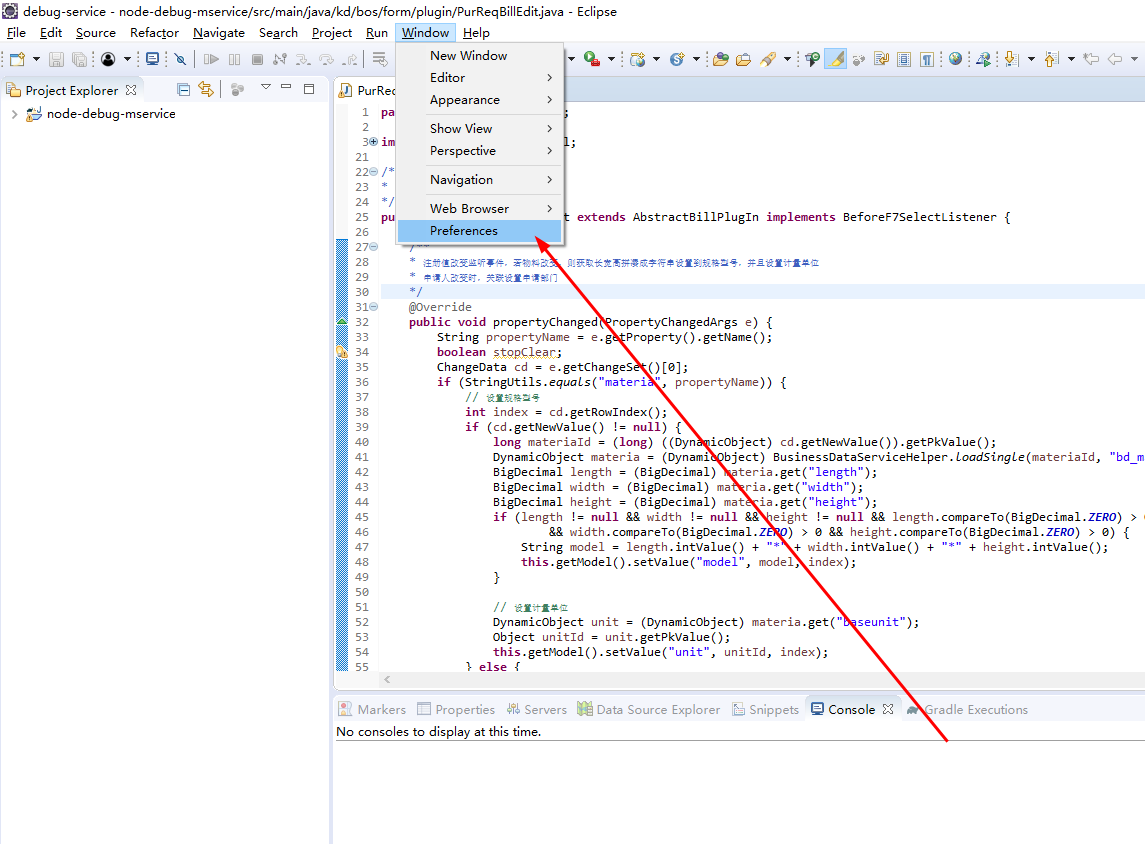 debug-service - node-debug-mservice/src/main/java/kd/bos/form/plugin/PurReqBillEdit.java - Eclipse
File Edit Source Refactor Navigate Search Project Run Window Help
New Window
Editor
Appearance
Show View
Perspective
Navigation
Web Browser
Preferences
Project Explorer
node-debug-mservice
PurRec
1 pa ;
2
3 im l;
21
22 /*
23 *
24 */
25 pu t extends AbstractBillPlugIn implements BeforeF7SelectListener {
26
27 /**
28 * 注册值改变监听事件，若物料改变，则获取长宽高拼凑成字符串设置到规格型号，并且设置计量单位
29 * 申请人改变时，关联设置申请部门
30 */
31 @Override
32 public void propertyChanged(PropertyChangedArgs e) {
33 String propertyName = e.getProperty().getName();
34 boolean stopClear;
35 ChangeData cd = e.getChangeSet()[0];
36 if (StringUtils.equals("materia", propertyName)) {
37 // 设置规格型号
38 int index = cd.getRowIndex();
39 if (cd.getNewValue() != null) {
40 long materiaId = (long) ((DynamicObject) cd.getNewValue()).getPkValue();
41 DynamicObject materia = (DynamicObject) BusinessDataServiceHelper.loadSingle(materiaId, "bd_m
42 BigDecimal length = (BigDecimal) materia.get("length");
43 BigDecimal width = (BigDecimal) materia.get("width");
44 BigDecimal height = (BigDecimal) materia.get("height");
45 if (length != null && width != null && height != null && length.compareTo(BigDecimal.ZERO) >
46 && width.compareTo(BigDecimal.ZERO) > 0 && height.compareTo(BigDecimal.ZERO) > 0) {
47 String model = length.intValue() + "*" + width.intValue() + "*" + height.intValue();
48 this.getModel().setValue("model", model, index);
49 }
50
51 // 设置计量单位
52 DynamicObject unit = (DynamicObject) materia.get("baseunit");
53 Object unitId = unit.getPkValue();
54 this.getModel().setValue("unit", unitId, index);
55 } else {
Markers Properties Servers Data Source Explorer Snippets Console Gradle Executions
No consoles to display at this time.